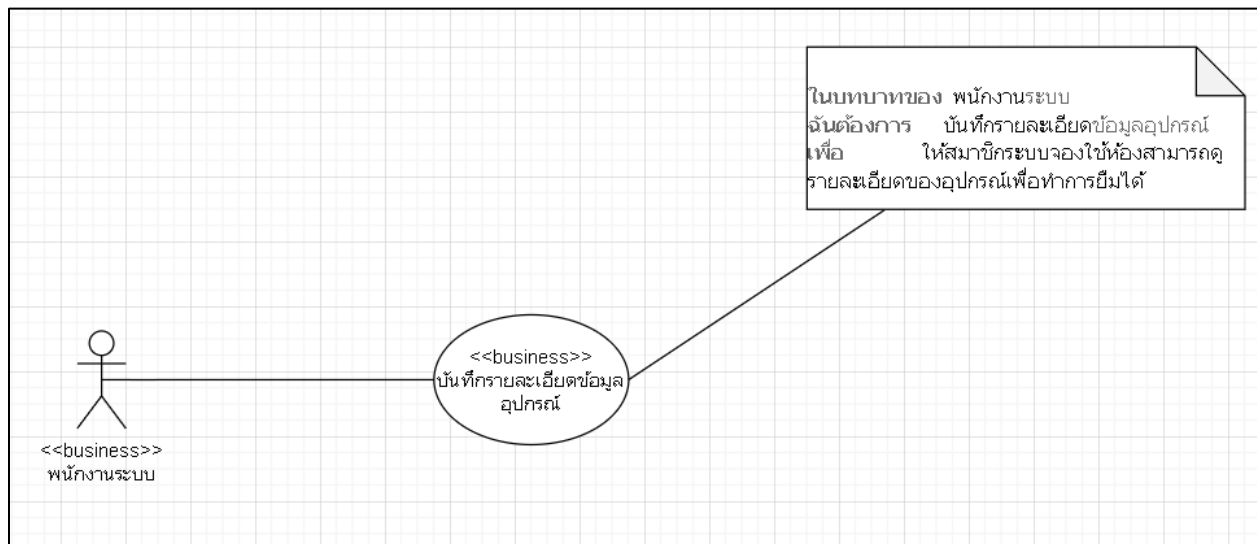 ในบทบาทของ พนักงานระบบ
ฉันต้องการ บันทึกรายละเอียดข้อมูลอุปกรณ์
เพื่อ ให้สมาชิกระบบจองใช้ห้องสามารถดู
รายละเอียดของอุปกรณ์เพื่อทำการยืมได้
<<business>>
บันทึกรายละเอียดข้อมูล
อุปกรณ์
<<business>>
พนักงานระบบ